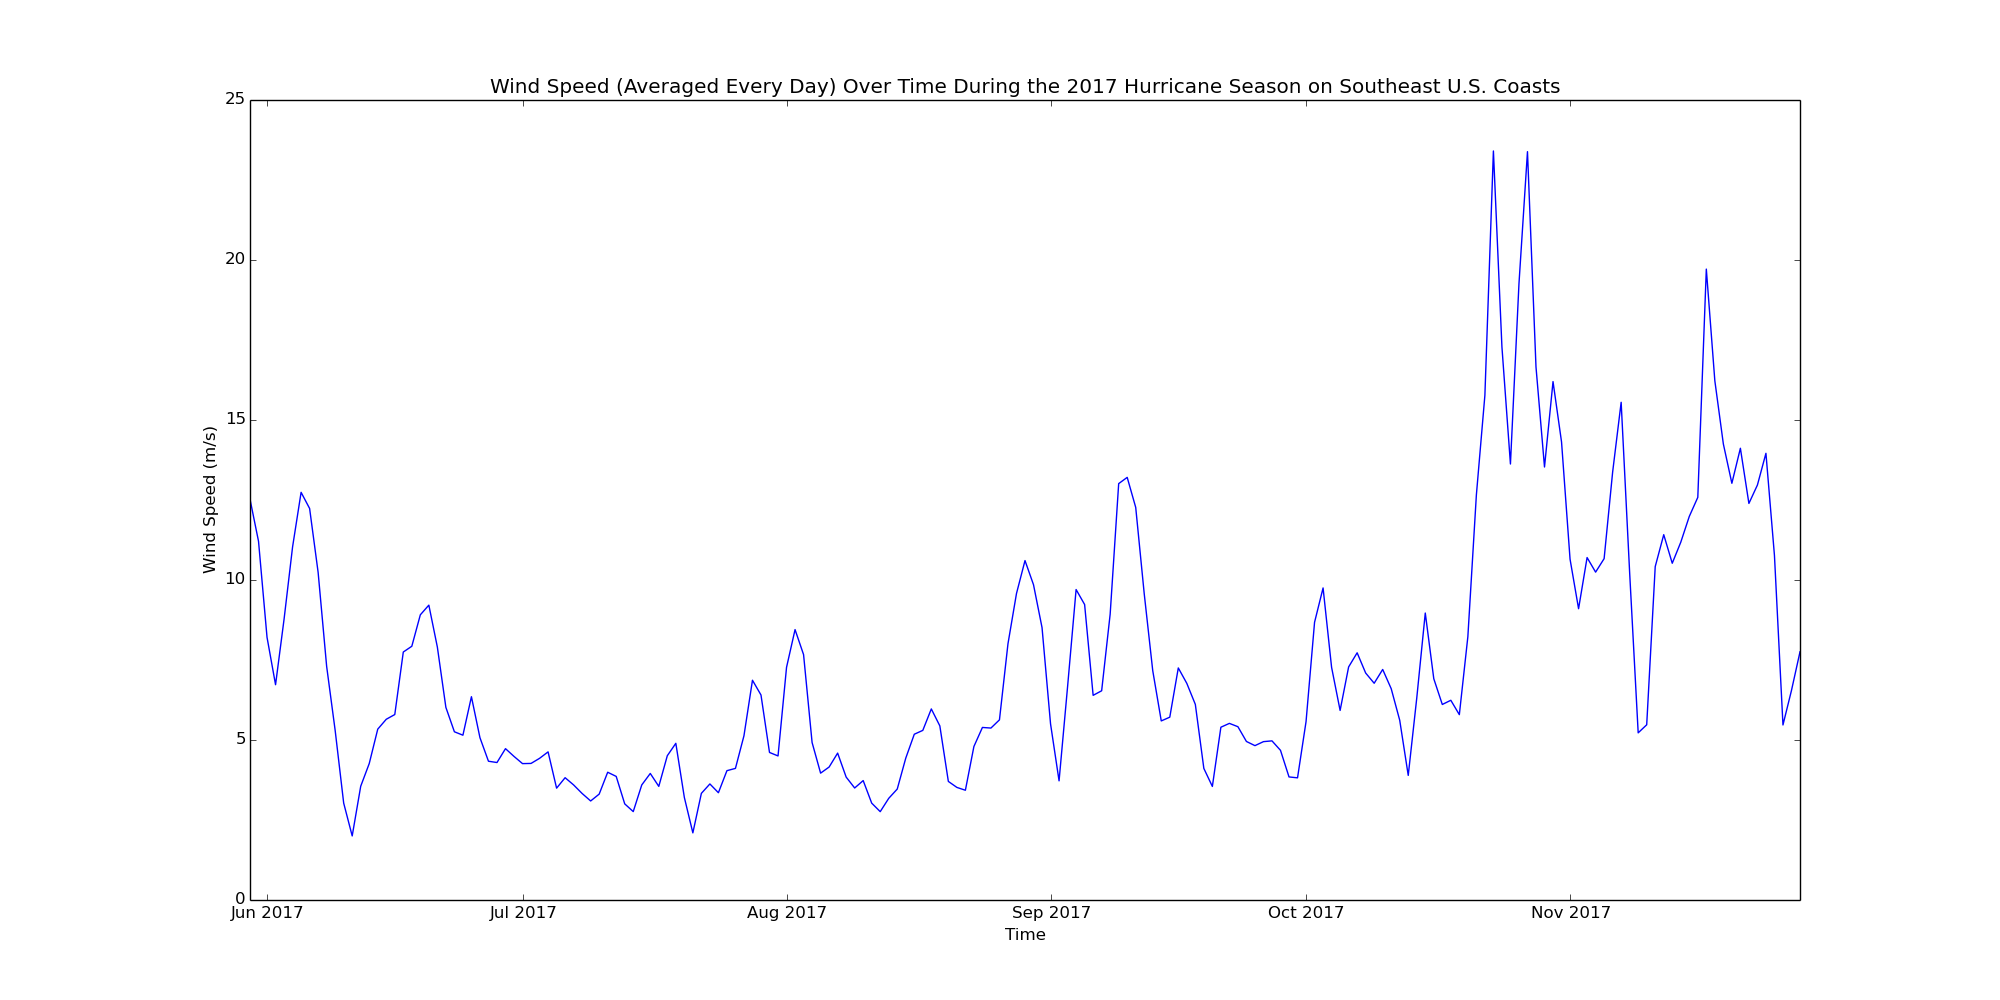 Wind Speed (Averaged Every Day) Over Time During the 2017 Hurricane Season on Southeast U.S. Coasts
25
20
15
10
5
0
Wind Speed (m/s)
Jun 2017 Jul 2017 Aug 2017 Sep 2017 Oct 2017 Nov 2017
Time